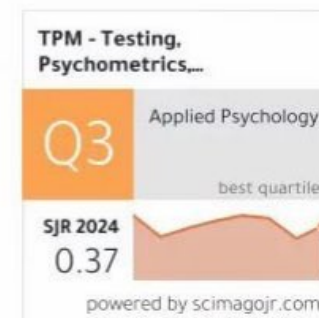 TPM - Testing,
Psychometrics,...
Q3
Applied Psychology
best quartile
SJR 2024
0.37
powered by scimagojr.com